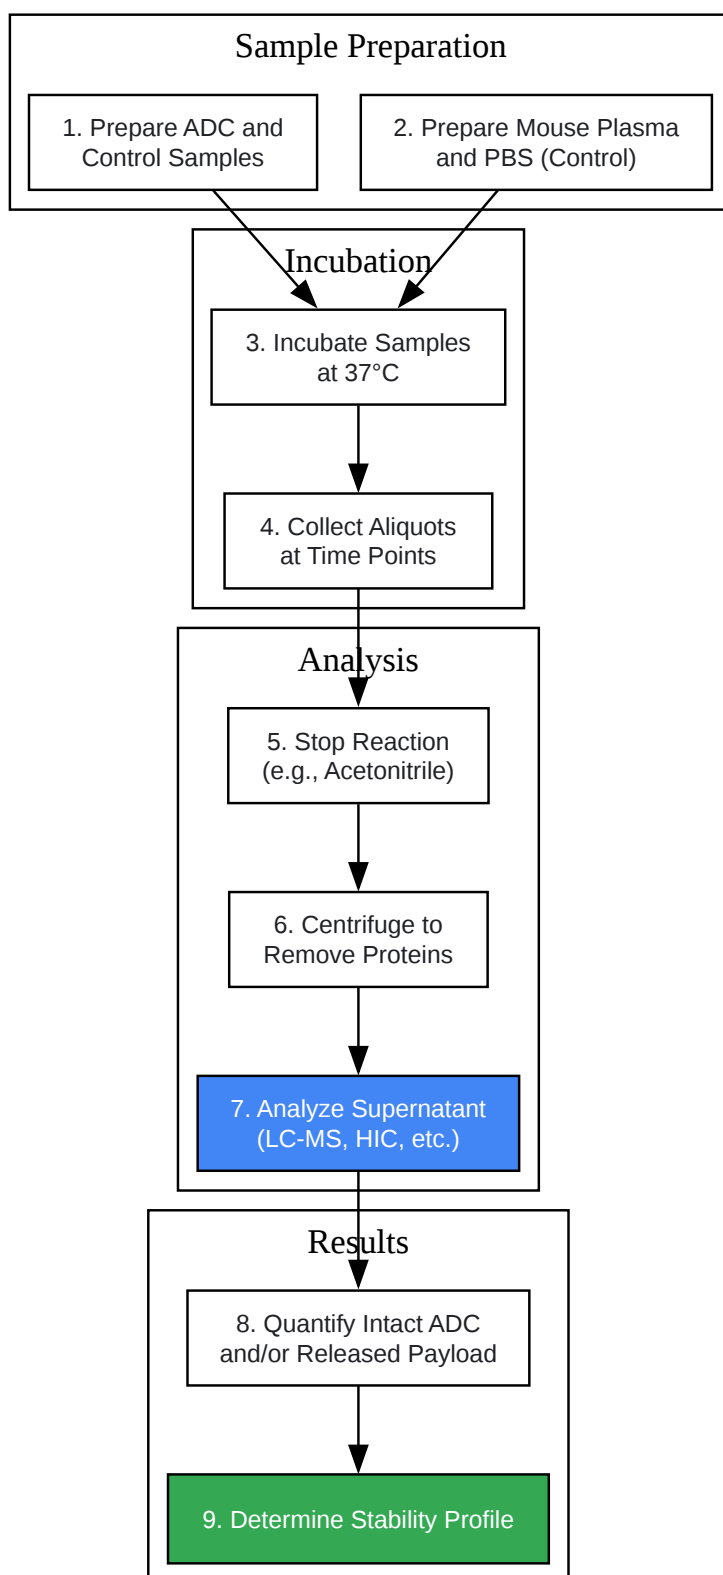 Sample Preparation
1. Prepare ADC and
Control Samples
2. Prepare Mouse Plasma
and PBS (Control)
Incubation
3. Incubate Samples
at 37°C
4. Collect Aliquots
at Time Points
Analysis
5. Stop Reaction
(e.g., Acetonitrile)
6. Centrifuge to
Remove Proteins
7. Analyze Supernatant
(LC-MS, HIC, etc.)
Results
8. Quantify Intact ADC
and/or Released Payload
9. Determine Stability Profile